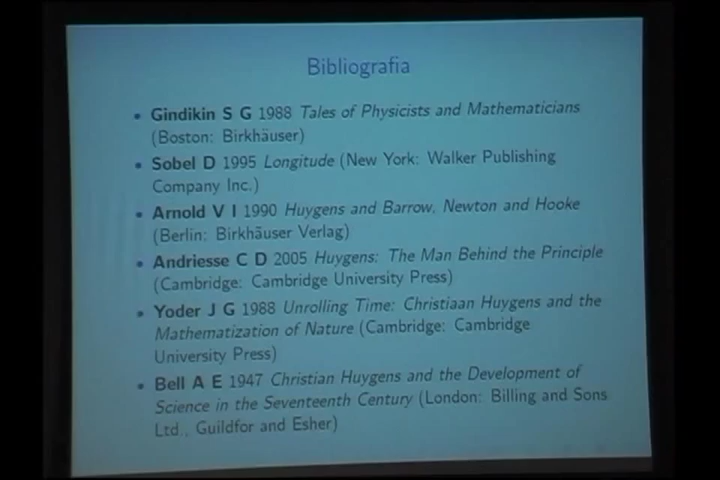 Bibliografia
• Gindikin S G 1988 Tales of Physicists and Mathematicians
(Boston: Birkhäuser)
• Sobel D 1995 Longitude (New York: Walker Publishing
Company Inc.)
• Arnold V I 1990 Huygens and Barrow, Newton and Hooke
(Berlin: Birkhäuser Verlag)
• Andriesse C D 2005 Huygens: The Man Behind the Principle
(Cambridge: Cambridge University Press)
• Yoder J G 1988 Unrolling Time: Christiaan Huygens and the
Mathematization of Nature (Cambridge: Cambridge
University Press)
• Bell A E 1947 Christian Huygens and the Development of
Science in the Seventeenth Century (London: Billing and Sons
Ltd., Guildfor and Esher)